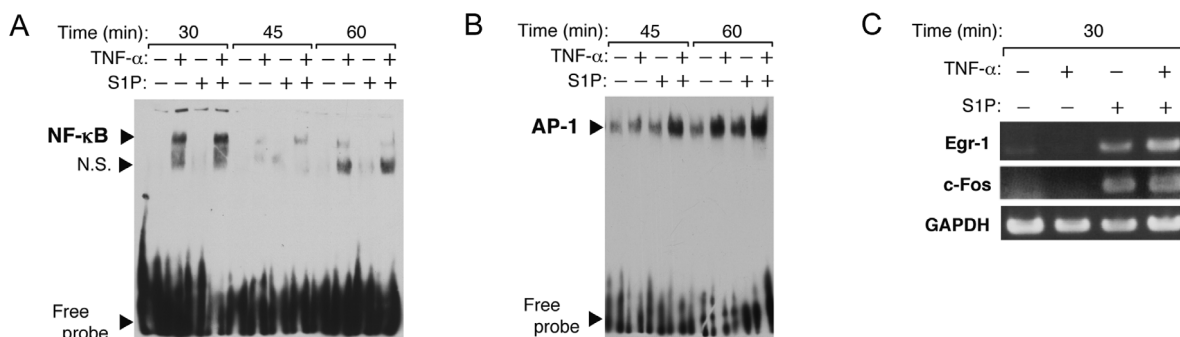 A
Time (min): 30 45 60
TNF-α: – + – + – + – + – + – +
S1P: – – + + – – + + – – + +
NF-κB
N.S.
Free
probe
B
Time (min): 45 60
TNF-α: – + – + – + – +
S1P: – – + + – – + +
AP-1
Free
probe
C
Time (min): 30
TNF-α: – + – +
S1P: – – + +
Egr-1
c-Fos
GAPDH